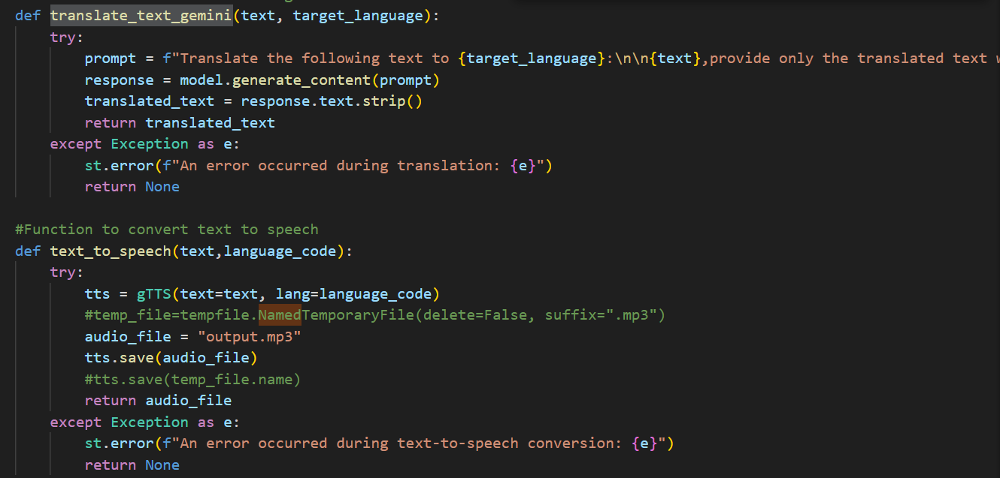 def translate_text_gemini(text, target_language):
try:
prompt = f"Translate the following text to {target_language}:\n\n{text},provide only the translated text
response = model.generate_content(prompt)
translated_text = response.text.strip()
return translated_text
except Exception as e:
st.error(f"An error occurred during translation: {e}")
return None
#Function to convert text to speech
def text_to_speech(text,language_code):
try:
tts = gTTS(text=text, lang=language_code)
#temp_file=tempfile.NamedTemporaryFile(delete=False, suffix=".mp3")
audio_file = "output.mp3"
tts.save(audio_file)
#tts.save(temp_file.name)
return audio_file
except Exception as e:
st.error(f"An error occurred during text-to-speech conversion: {e}")
return None